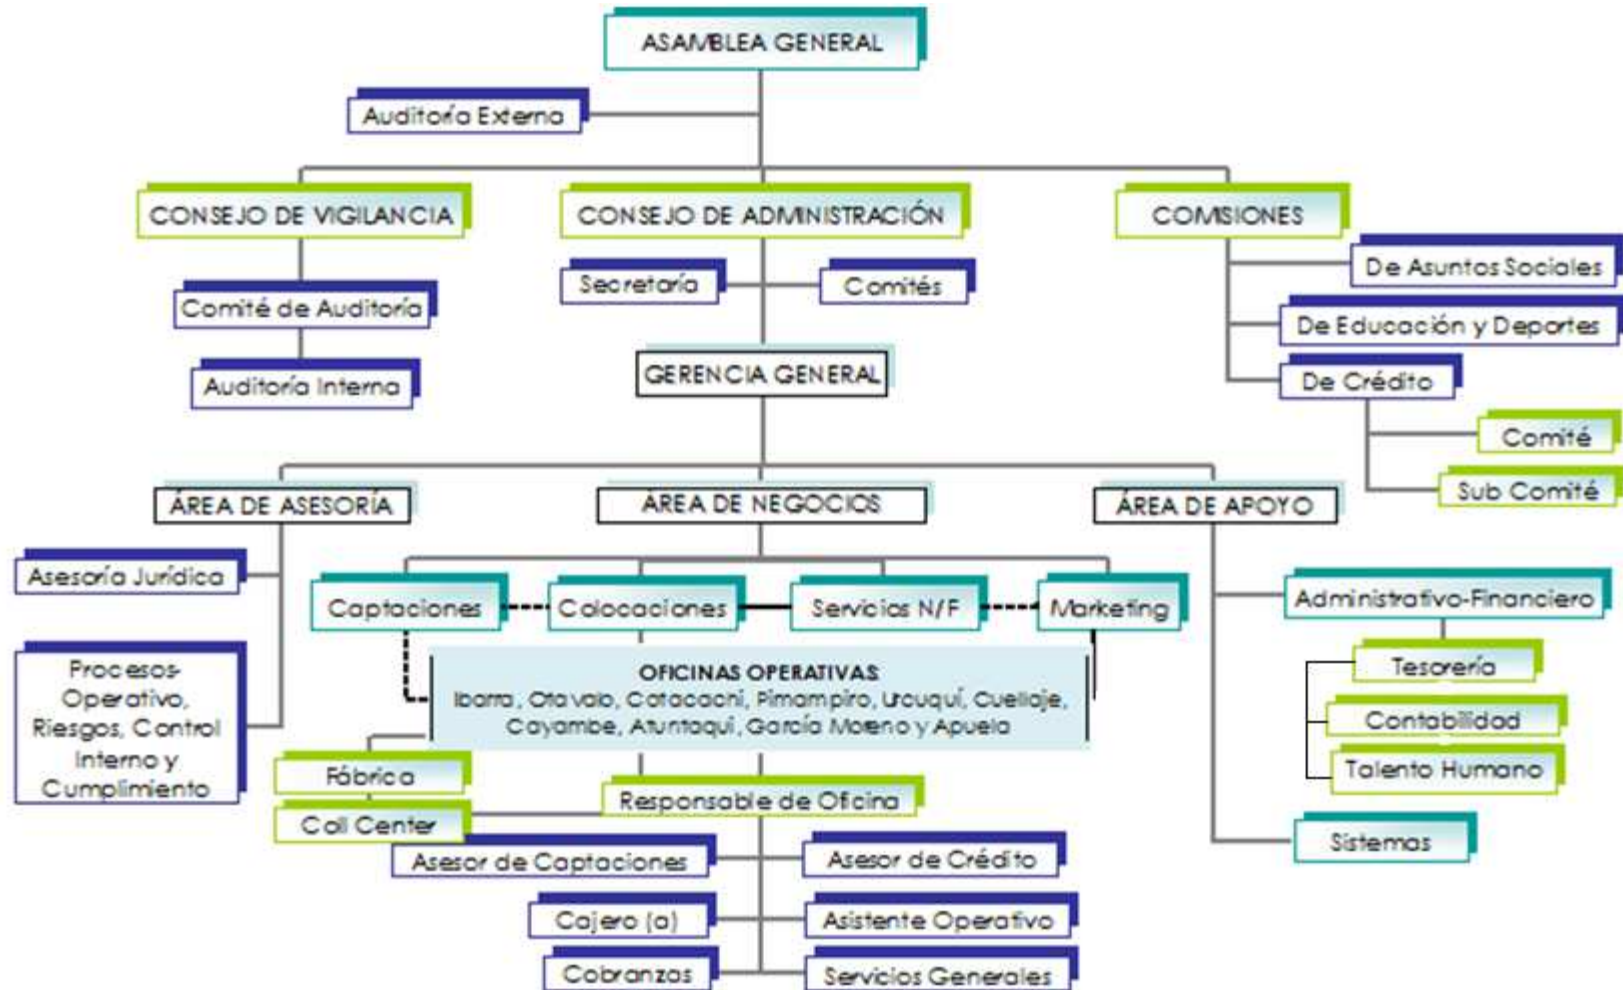 ASAMBLEA GENERAL
Auditoría Externa
CONSEJO DE VIGILANCIA
CONSEJO DE ADMINISTRACIÓN
COMISIONES
Secretaría
Comités
De Asuntos Sociales
Comité de Auditoría
De Educación y Deportes
Auditoría Interna
GERENCIA GENERAL
De Crédito
Comité
Sub Comité
ÁREA DE ASESORÍA
ÁREA DE NEGOCIOS
ÁREA DE APOYO
Asesoría Jurídica
Captaciones
Colocaciones
Servicios N/F
Marketing
Administrativo-Financiero
Procesos-
Operativo,
Riesgos, Control
Interno y
Cumplimiento
OFICINAS OPERATIVAS
Ibarra, Otavalo, Cotacachi, Pimampiro, Urcuquí, Cuellaje,
Cayambe, Atuntaqui, García Moreno y Apuela
Tesorería
Contabilidad
Talento Humano
Fábrica
Call Center
Responsable de Oficina
Sistemas
Asesor de Captaciones
Asesor de Crédito
Cajero (a)
Asistente Operativo
Cobranzas
Servicios Generales